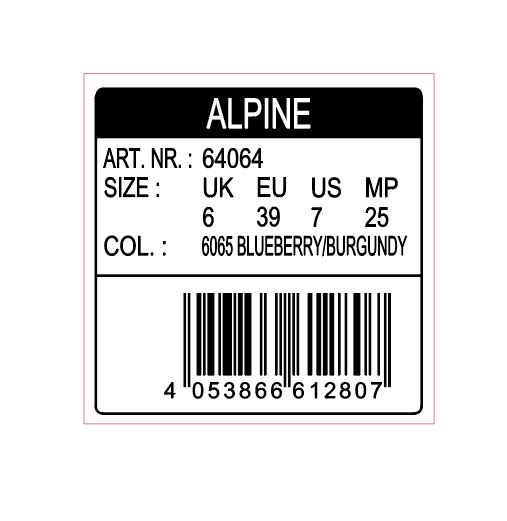 ALPINE
ART. NR. : 64064
SIZE : UK EU US MP
6 39 7 25
COL. : 6065 BLUEBERRY/BURGUNDY
4 053866 612807